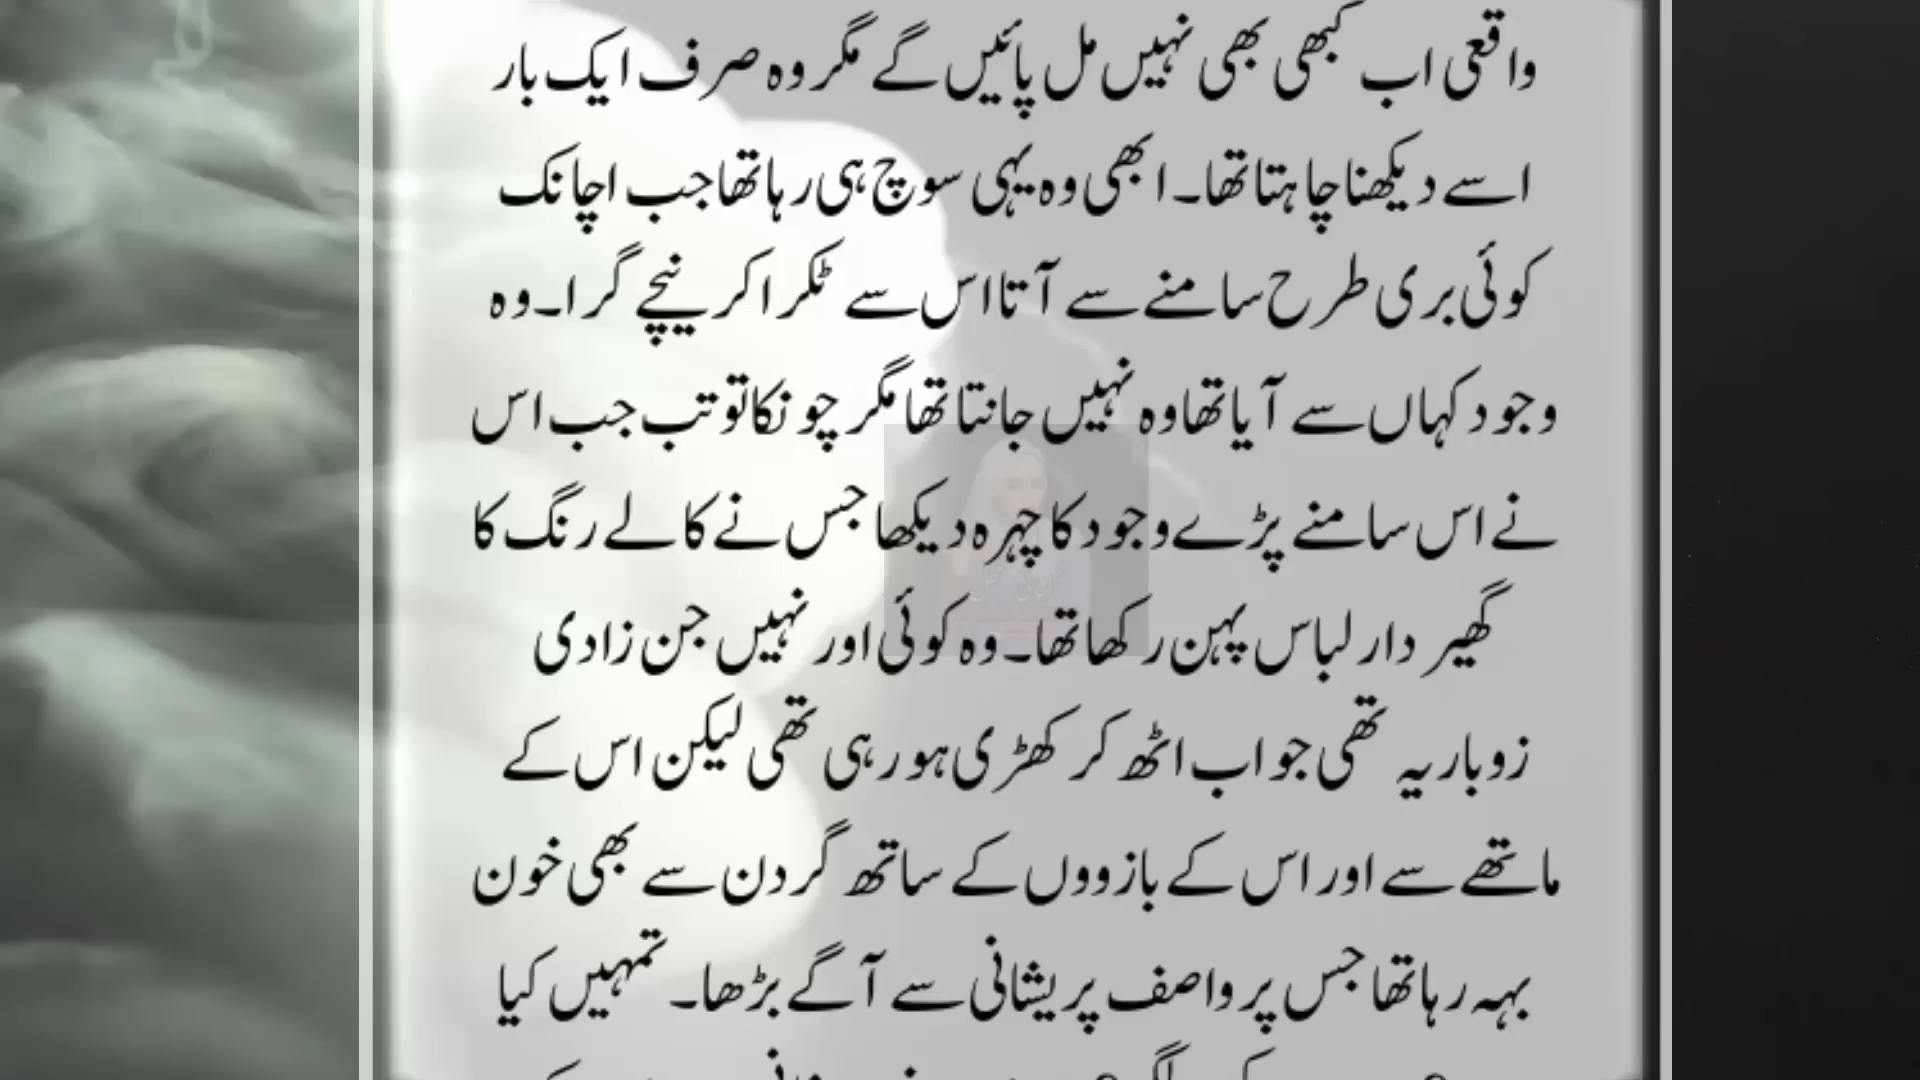 واقعی اب کبھی بھی نہیں مل پائیں گے مگر وہ صرف ایک بار
اسے دیکھنا چاہتا تھا۔ ابھی وہ یہی سوچ ہی رہا تھا جب اچانک
کوئی بری طرح سامنے سے آتا اس سے ٹکرا کر نیچے گرا۔ وہ
وجود کہاں سے آیا تھا وہ نہیں جانتا تھا مگر چونکا تو تب جب اس
نے اس سامنے پڑے وجود کا چہرہ دیکھا جس نے کالے رنگ کا
گھیر دار لباس پہن رکھا تھا۔ وہ کوئی اور نہیں جن زادی
زوباریہ تھی جو اب اٹھ کر کھڑی ہو رہی تھی لیکن اس کے
ماتھے سے اور اس کے بازووں کے ساتھ گردن سے بھی خون
بہہ رہا تھا جس پر واصف پریشانی سے آگے بڑھا۔ تمہیں کیا